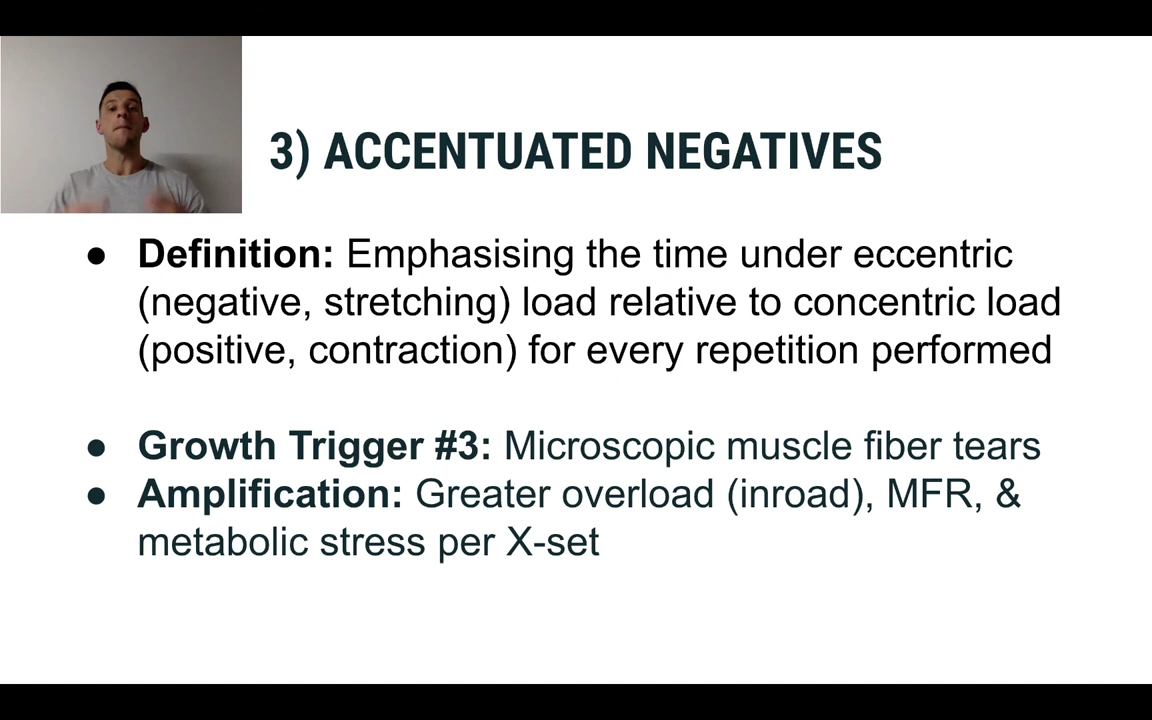 3) ACCENTUATED NEGATIVES
● Definition: Emphasising the time under eccentric
(negative, stretching) load relative to concentric load
(positive, contraction) for every repetition performed
● Growth Trigger #3: Microscopic muscle fiber tears
● Amplification: Greater overload (inroad), MFR, &
metabolic stress per X-set